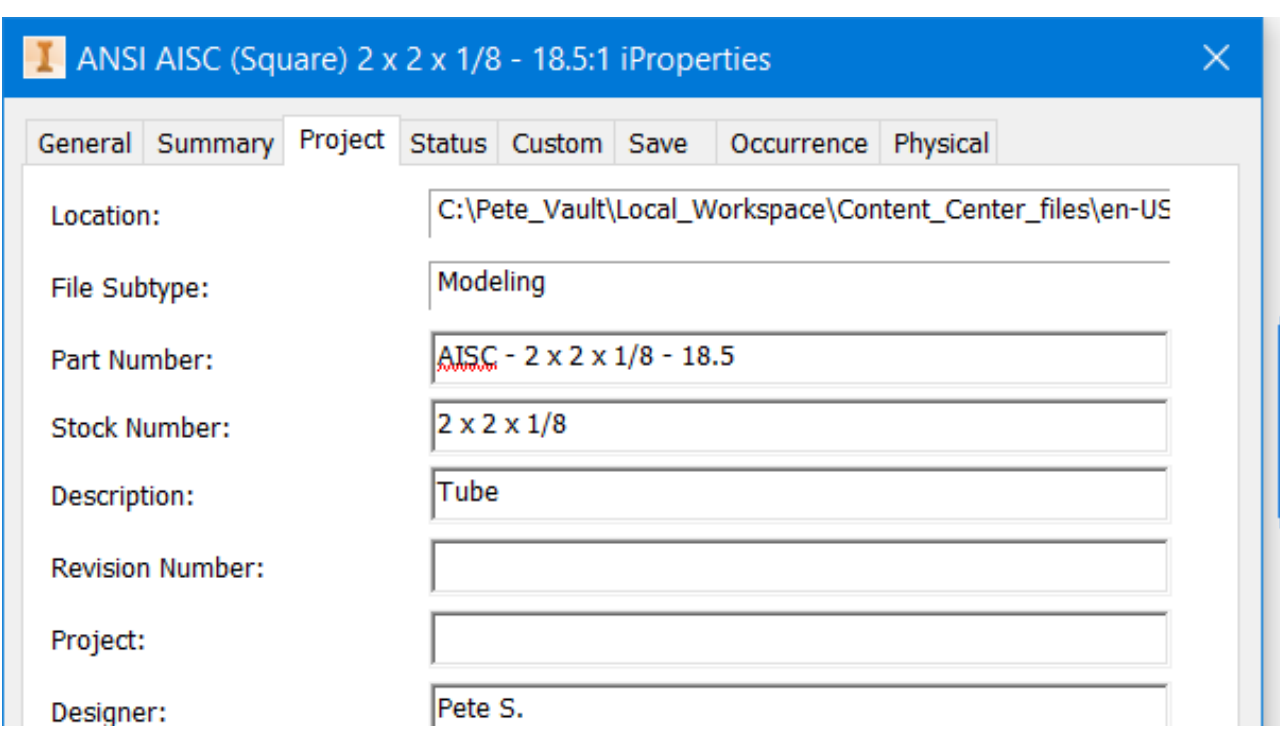 ANSI AISC (Square) 2 x 2 x 1/8 - 18.5:1 iProperties
General Summary Project Status Custom Save Occurrence Physical
Location: C:\Pete_Vault\Local_Workspace\Content_Center_files\en-US
File Subtype: Modeling
Part Number: AISC - 2 x 2 x 1/8 - 18.5
Stock Number: 2 x 2 x 1/8
Description: Tube
Revision Number:
Project:
Designer: Pete S.